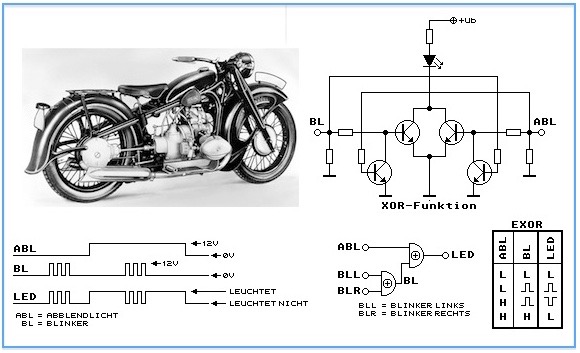 +Ub
BL
ABL
XOR-Funktion
ABL
12V
0V
BL
12V
0V
LED
LEUCHTET
LEUCHTET NICHT
ABL = ABBLENDLICHT
BL = BLINKER
ABL
LED
BLL
BL
BLR
BLL = BLINKER LINKS
BLR = BLINKER RECHTS
EXOR
ABL BL LED
L L
L
H
H H L